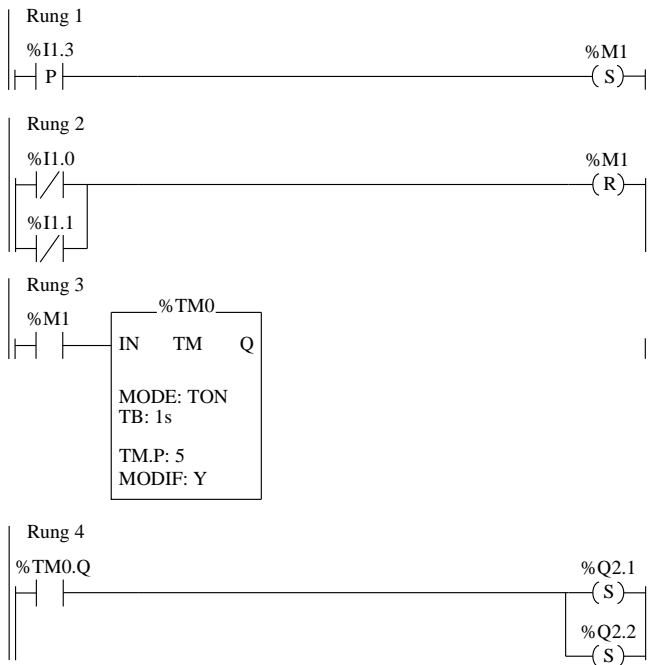 Rung 1
%I1.3 %M1
P S
Rung 2
%I1.0 %M1
R
%I1.1
Rung 3
%M1 %TM0
IN TM Q
MODE: TON
TB: 1s
TM.P: 5
MODIF: Y
Rung 4
%TM0.Q %Q2.1
S
%Q2.2
S